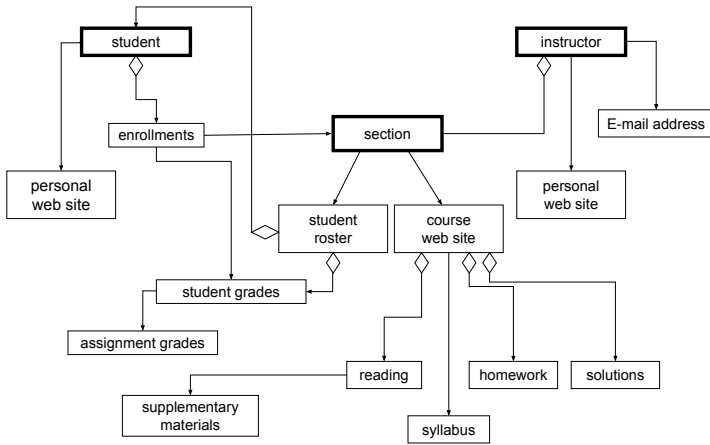 student
instructor
E-mail address
enrollments
section
personal
web site
personal
web site
student
roster
course
web site
student grades
assignment grades
reading
homework
solutions
supplementary
materials
syllabus